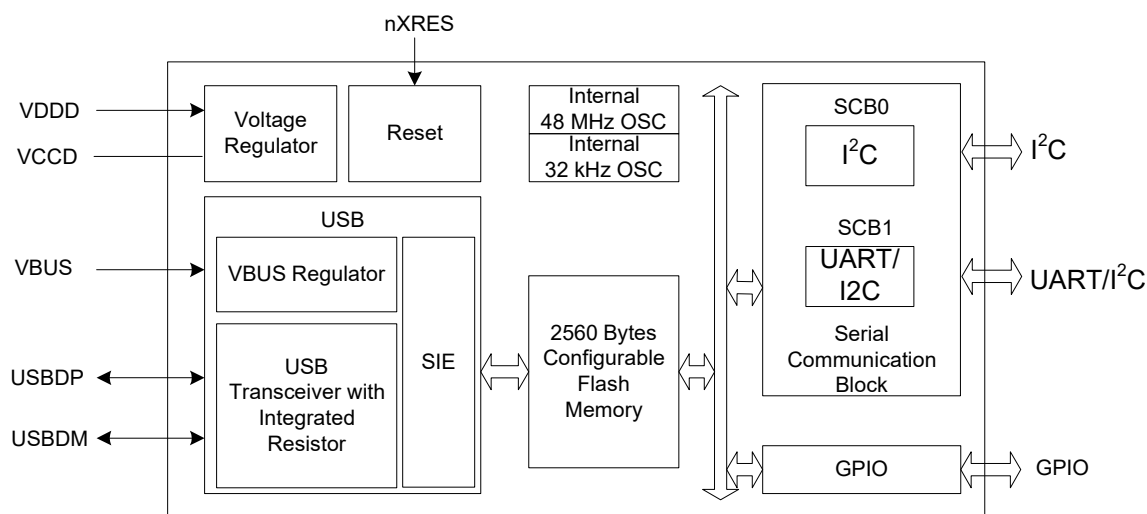 nXRES
VDDD
VCCD
Voltage
Regulator
Reset
Internal
48 MHz OSC
Internal
32 kHz OSC
SCB0
I²C
I²C
USB
VBUS
VBUS Regulator
SIE
USBDP
USBDM
USB
Transceiver with
Integrated
Resistor
2560 Bytes
Configurable
Flash
Memory
SCB1
UART/
I2C
UART/I²C
Serial
Communication
Block
GPIO
GPIO